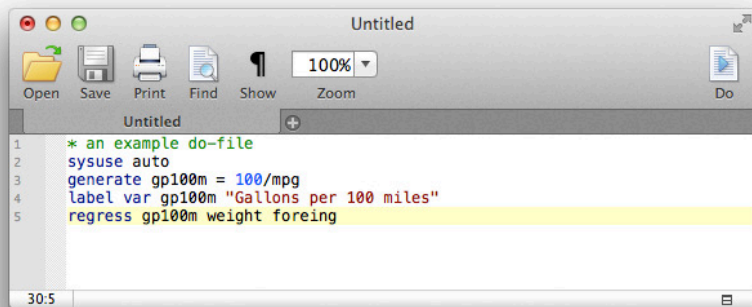 Untitled
Open Save Print Find Show 100% Zoom Do
Untitled
1 * an example do-file
2 sysuse auto
3 generate gp100m = 100/mpg
4 label var gp100m "Gallons per 100 miles"
5 regress gp100m weight foreing
30:5